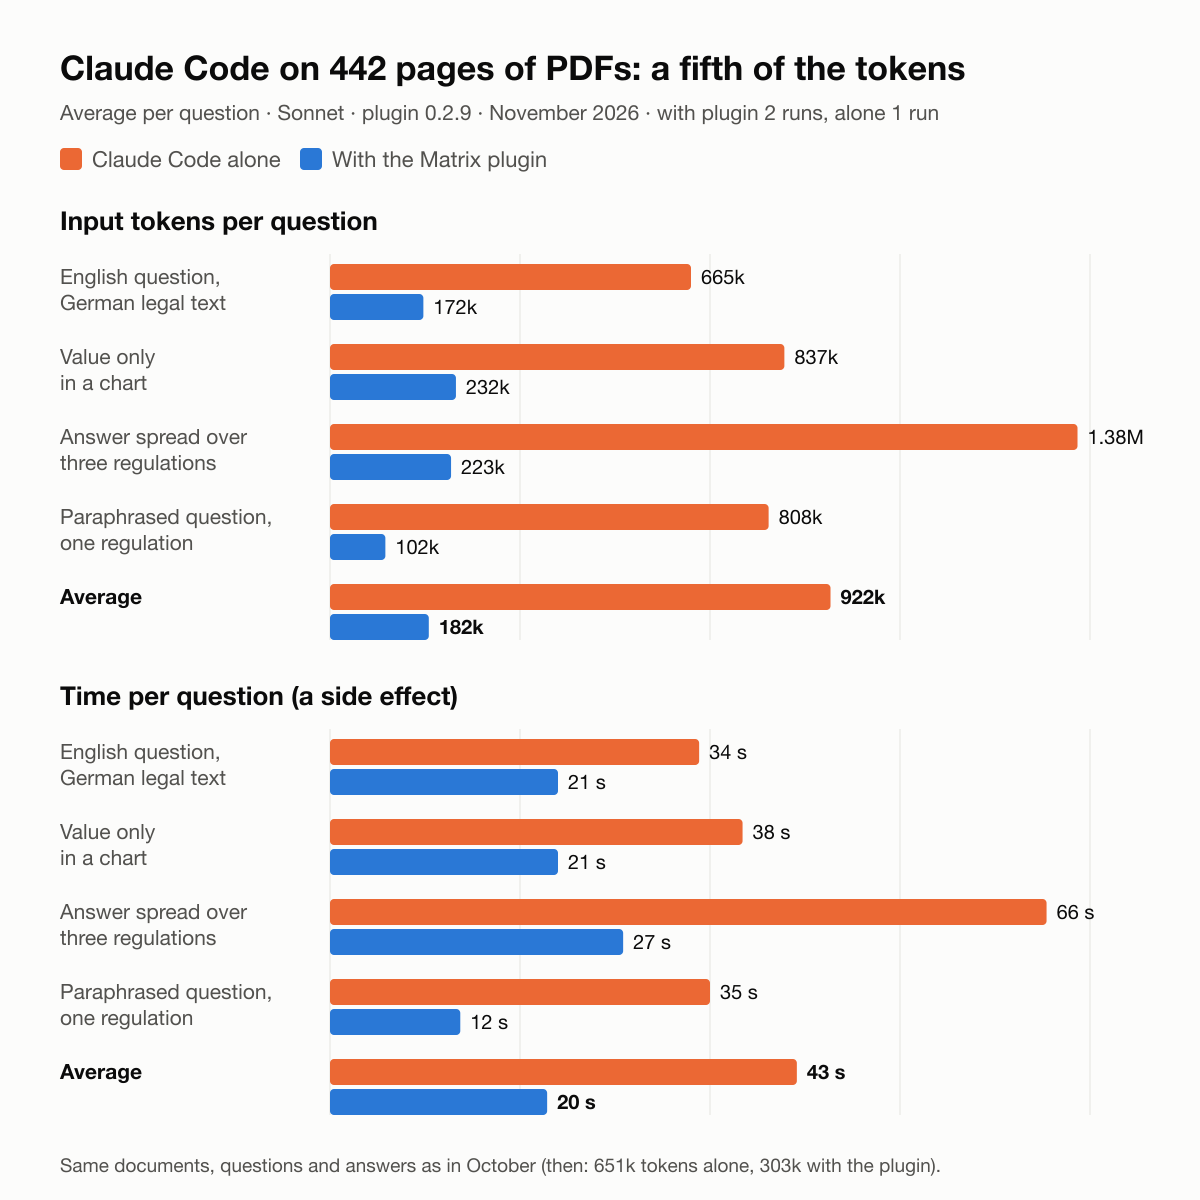 Claude Code on 442 pages of PDFs: a fifth of the tokens
Average per question · Sonnet · plugin 0.2.9 · November 2026 · with plugin 2 runs, alone 1 run
Claude Code alone
With the Matrix plugin
Input tokens per question
English question,
German legal text
665k
172k
Value only
in a chart
837k
232k
Answer spread over
three regulations
1.38M
223k
Paraphrased question,
one regulation
808k
102k
Average
922k
182k
Time per question (a side effect)
English question,
German legal text
34 s
21 s
Value only
in a chart
38 s
21 s
Answer spread over
three regulations
66 s
27 s
Paraphrased question,
one regulation
35 s
12 s
Average
43 s
20 s
Same documents, questions and answers as in October (then: 651k tokens alone, 303k with the plugin).